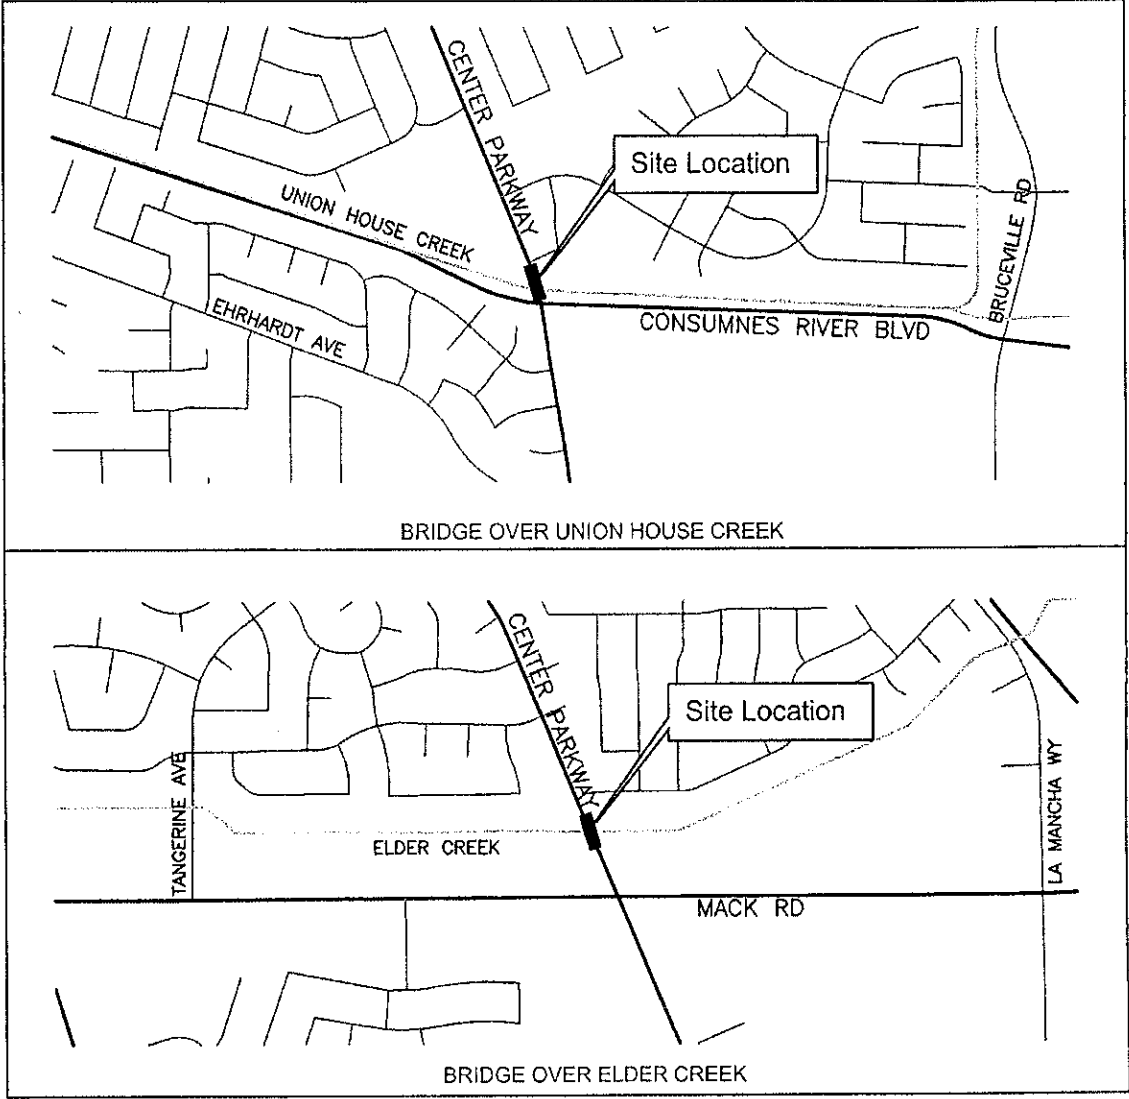 CENTER PARKWAY
Site Location
UNION HOUSE CREEK
BRUCEVILLE RD
EHRHARDT AVE
CONSUMNES RIVER BLVD
BRIDGE OVER UNION HOUSE CREEK
CENTER PARKWAY
Site Location
TANGERINE AVE
ELDER CREEK
LA MANCHA WY
MACK RD
BRIDGE OVER ELDER CREEK